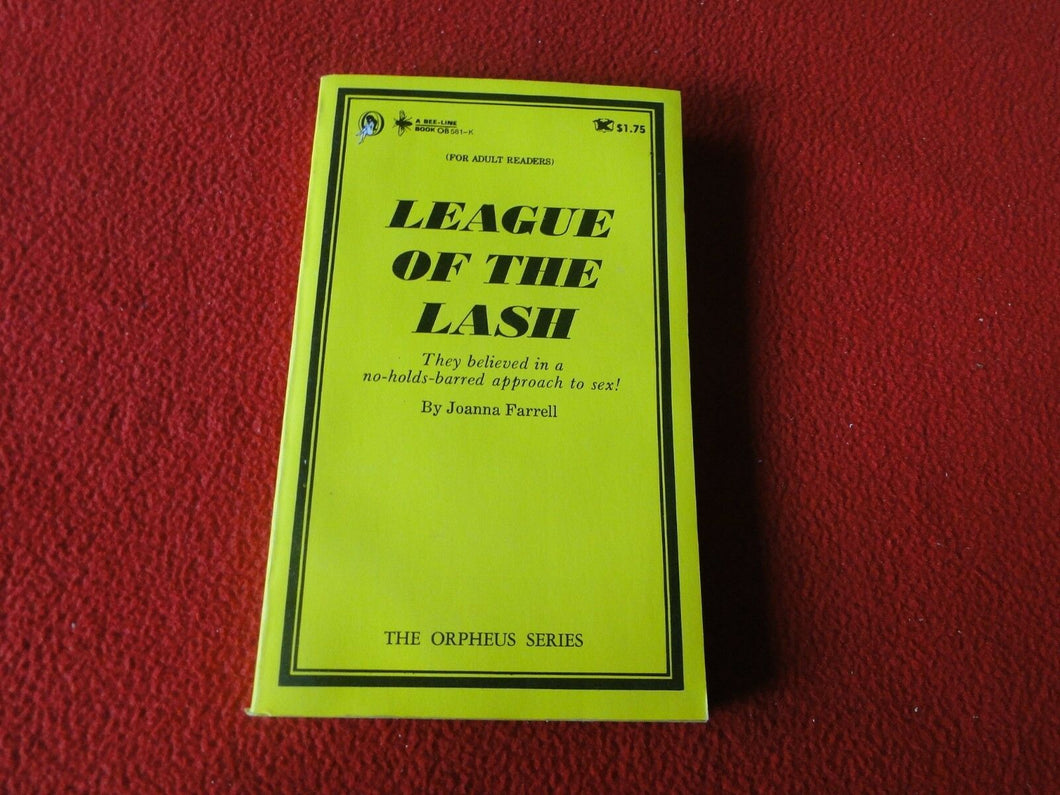 A BEE-LINE
BOOK OB 581-K
$1.75
(FOR ADULT READERS)
LEAGUE
OF THE
LASH
They believed in a
no-holds-barred approach to sex!
By Joanna Farrell
THE ORPHEUS SERIES